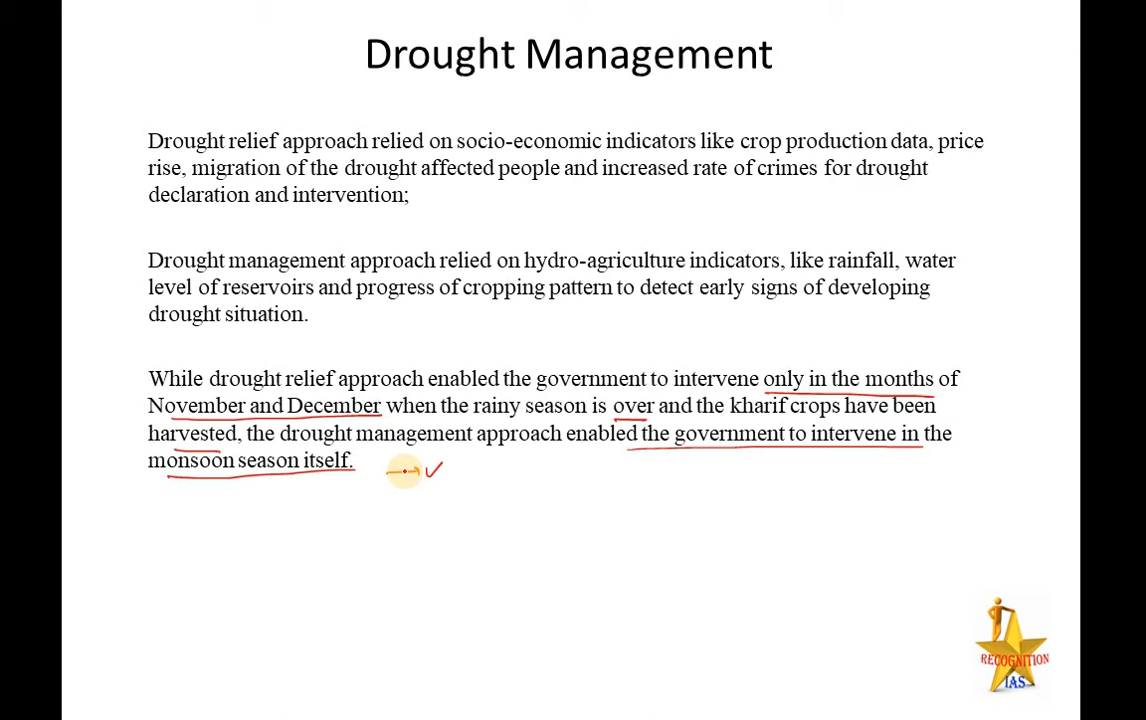 Drought Management
Drought relief approach relied on socio-economic indicators like crop production data, price
rise, migration of the drought affected people and increased rate of crimes for drought
declaration and intervention;
Drought management approach relied on hydro-agriculture indicators, like rainfall, water
level of reservoirs and progress of cropping pattern to detect early signs of developing
drought situation.
While drought relief approach enabled the government to intervene only in the months of
November and December when the rainy season is over and the kharif crops have been
harvested, the drought management approach enabled the government to intervene in the
monsoon season itself.
RECOGNITION
IAS